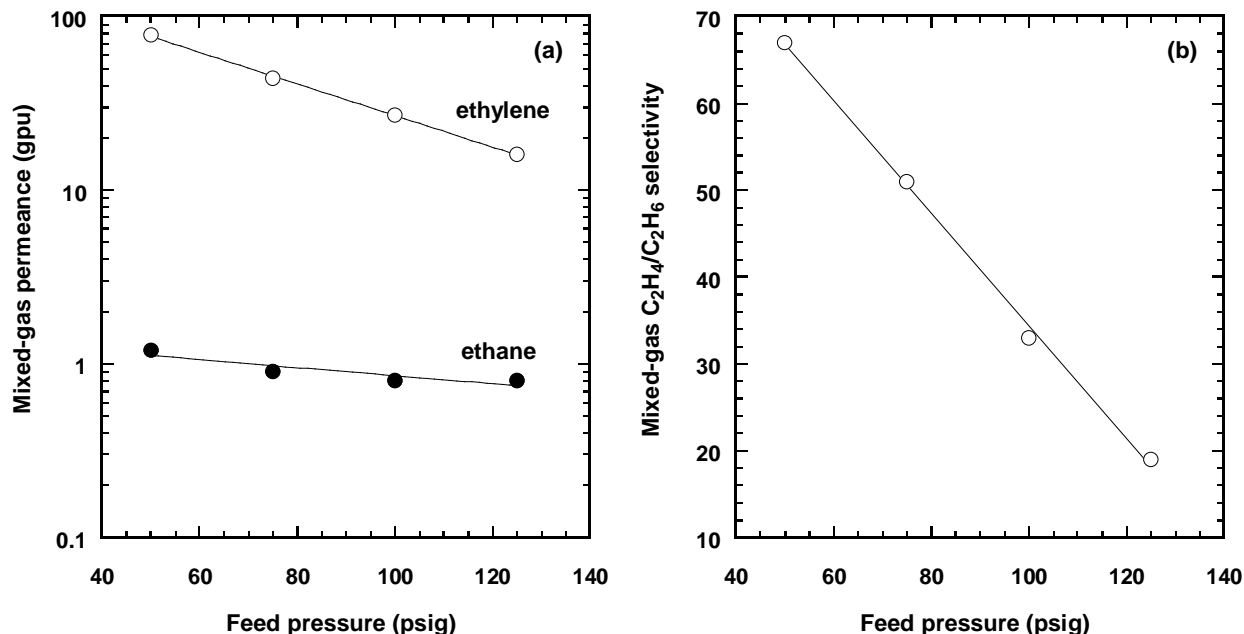 Mixed-gas permeance (gpu)
100
10
1
0.1
(a)
ethylene
ethane
40 60 80 100 120 140
Feed pressure (psig)
Mixed-gas C₂H₄/C₂H₆ selectivity
70
60
50
40
30
20
10
(b)
40 60 80 100 120 140
Feed pressure (psig)